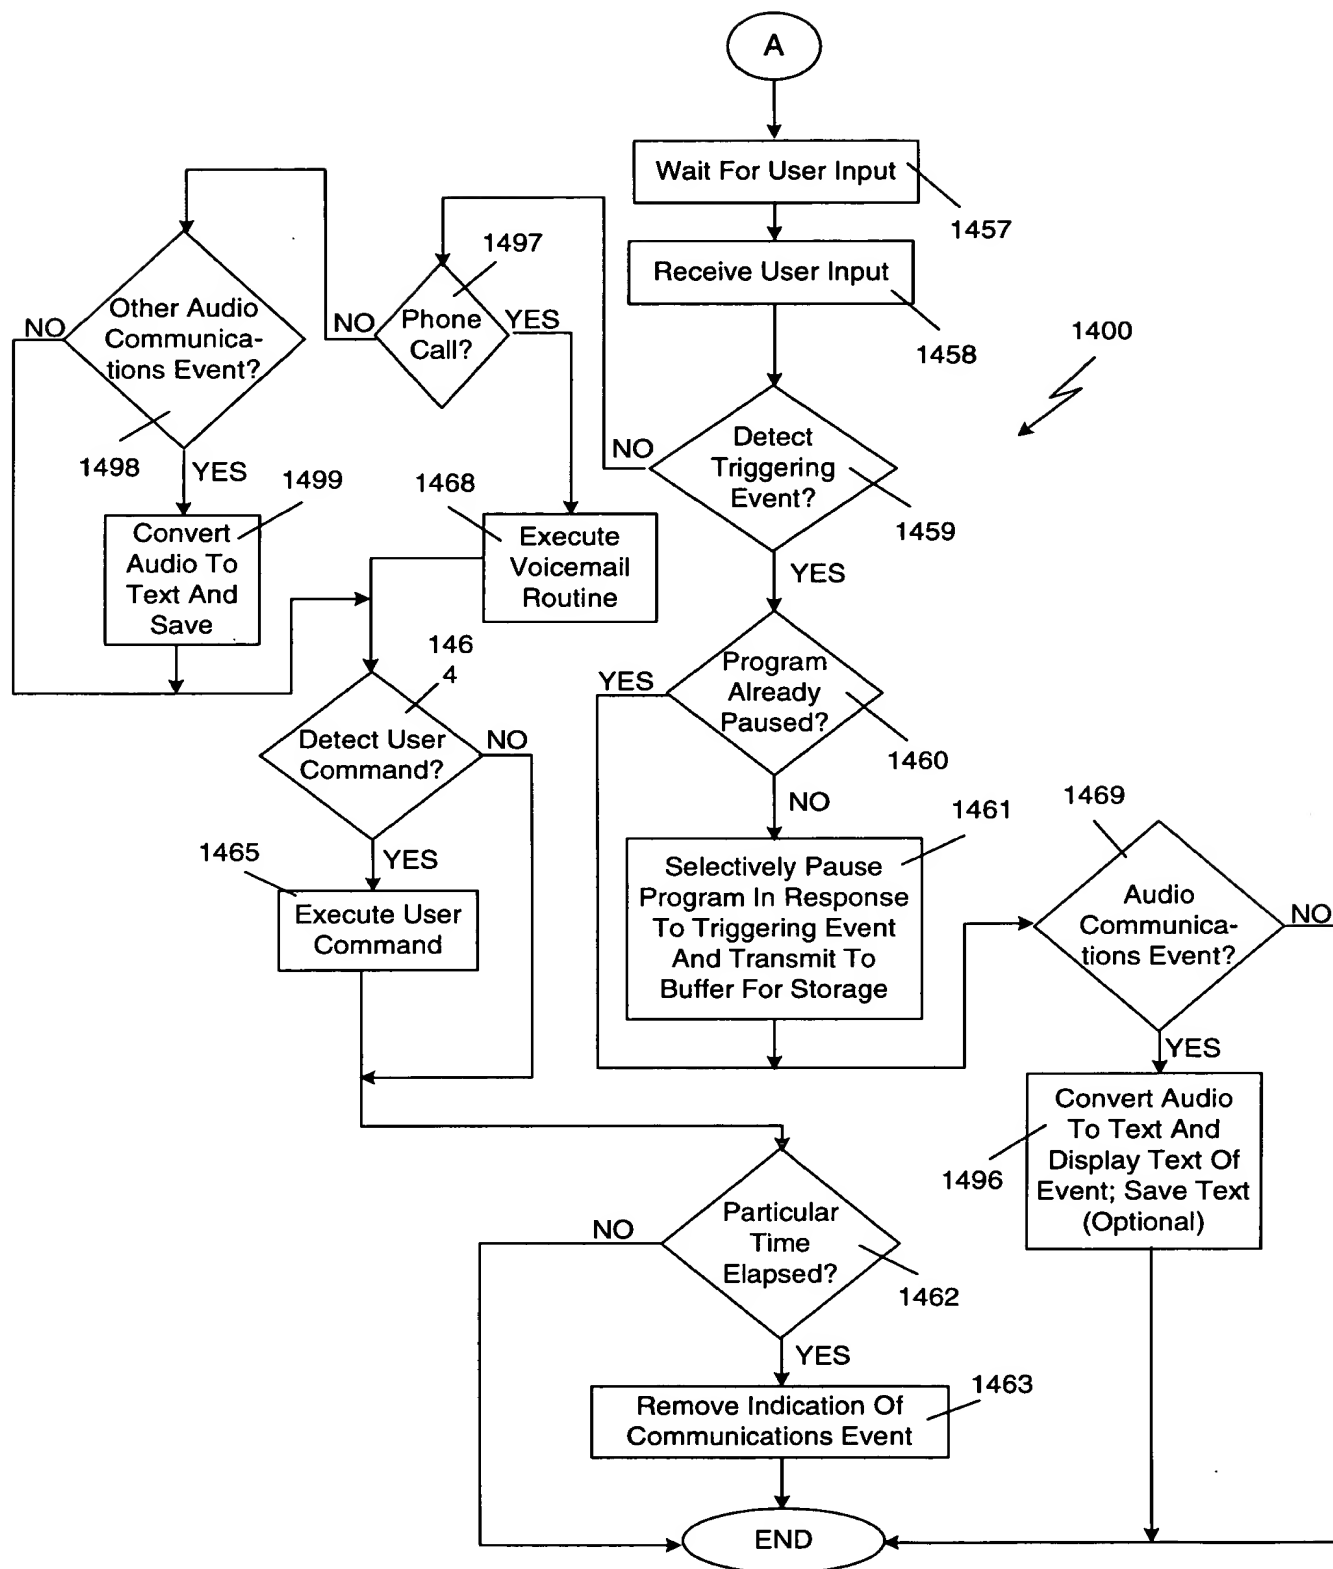 A
Wait For User Input
1457
Receive User Input
1458
1400
Detect
Triggering
Event?
1459
NO
YES
1497
Phone
Call?
NO
YES
Other Audio
Communica-
tions Event?
NO
1498
YES
1499
Convert
Audio To
Text And
Save
1468
Execute
Voicemail
Routine
146
4
Detect User
Command?
NO
YES
1465
Execute User
Command
Program
Already
Paused?
YES
1460
NO
1461
Selectively Pause
Program In Response
To Triggering Event
And Transmit To
Buffer For Storage
1469
Audio
Communica-
tions Event?
NO
YES
Convert Audio
To Text And
Display Text Of
Event; Save Text
(Optional)
1496
Particular
Time
Elapsed?
NO
1462
YES
1463
Remove Indication Of
Communications Event
END